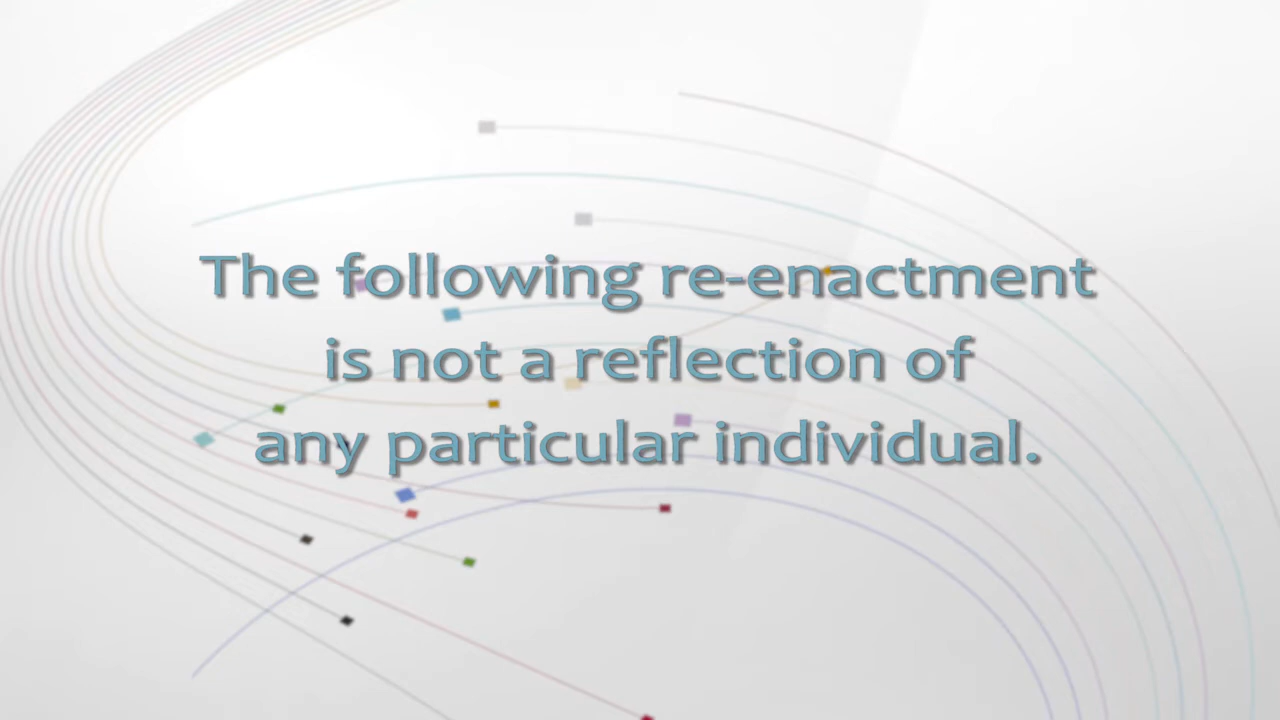 The following re-enactment
is not a reflection of
any particular individual.